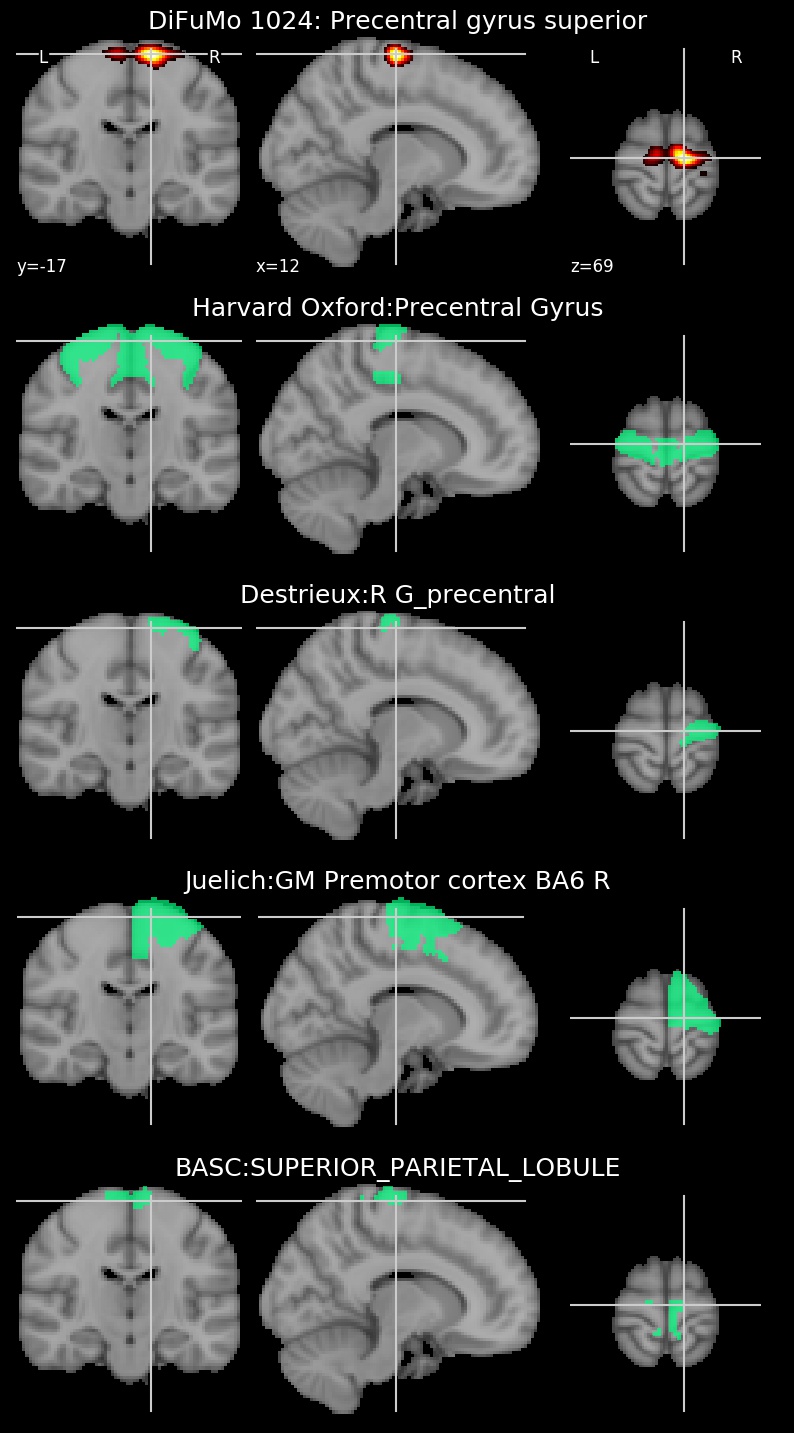 DiFuMo 1024: Precentral gyrus superior
L R L R
y=-17 x=12 z=69
Harvard Oxford:Precentral Gyrus
Destrieux:R G_precentral
Juelich:GM Premotor cortex BA6 R
BASC:SUPERIOR_PARIETAL_LOBULE